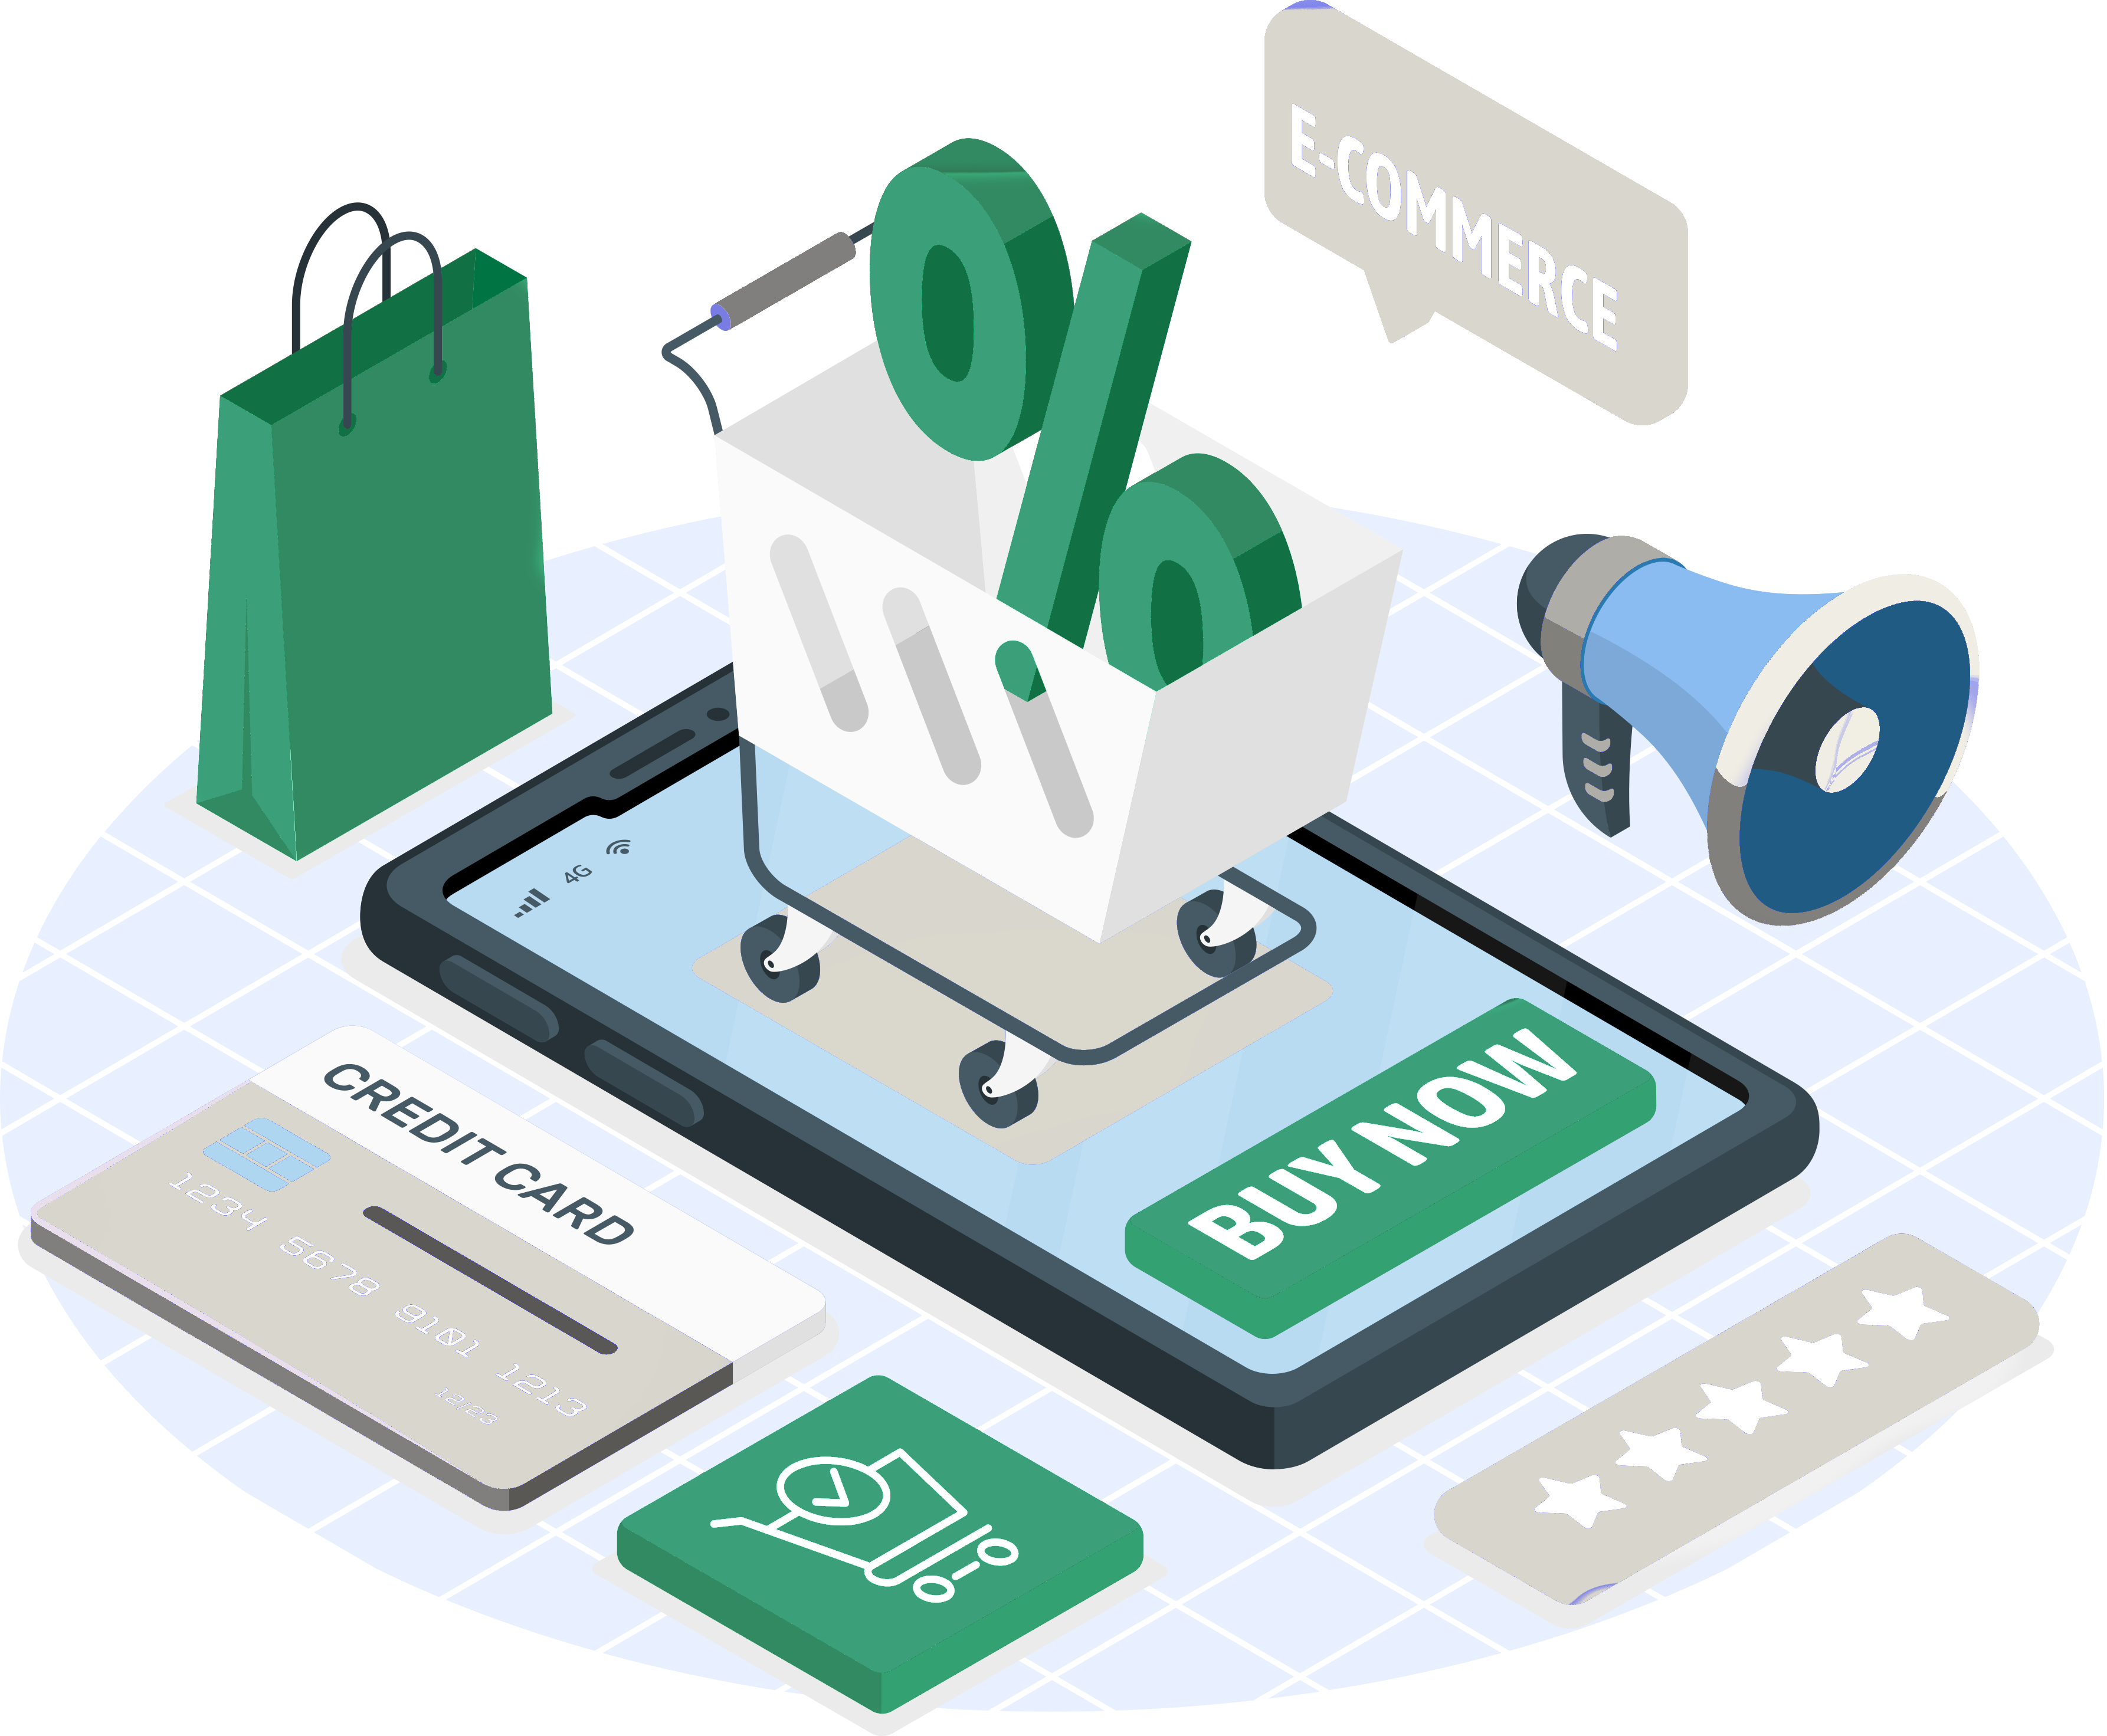 E-COMMERCE
%
4G
CREDIT CARD
1234 5678 9101 1213
12/23
BUY NOW